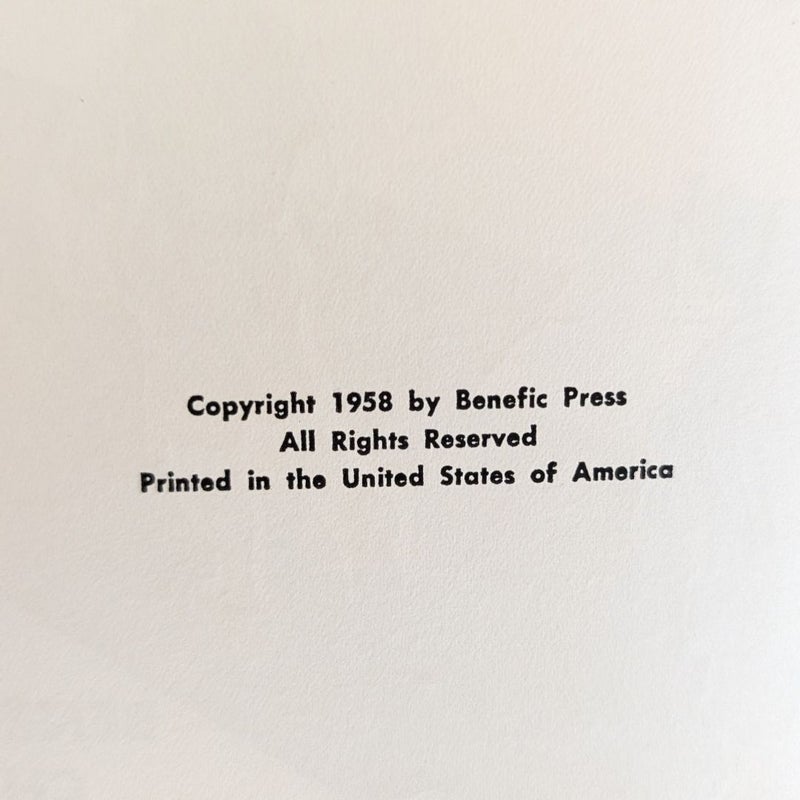 Copyright 1958 by Benefic Press
All Rights Reserved
Printed in the United States of America